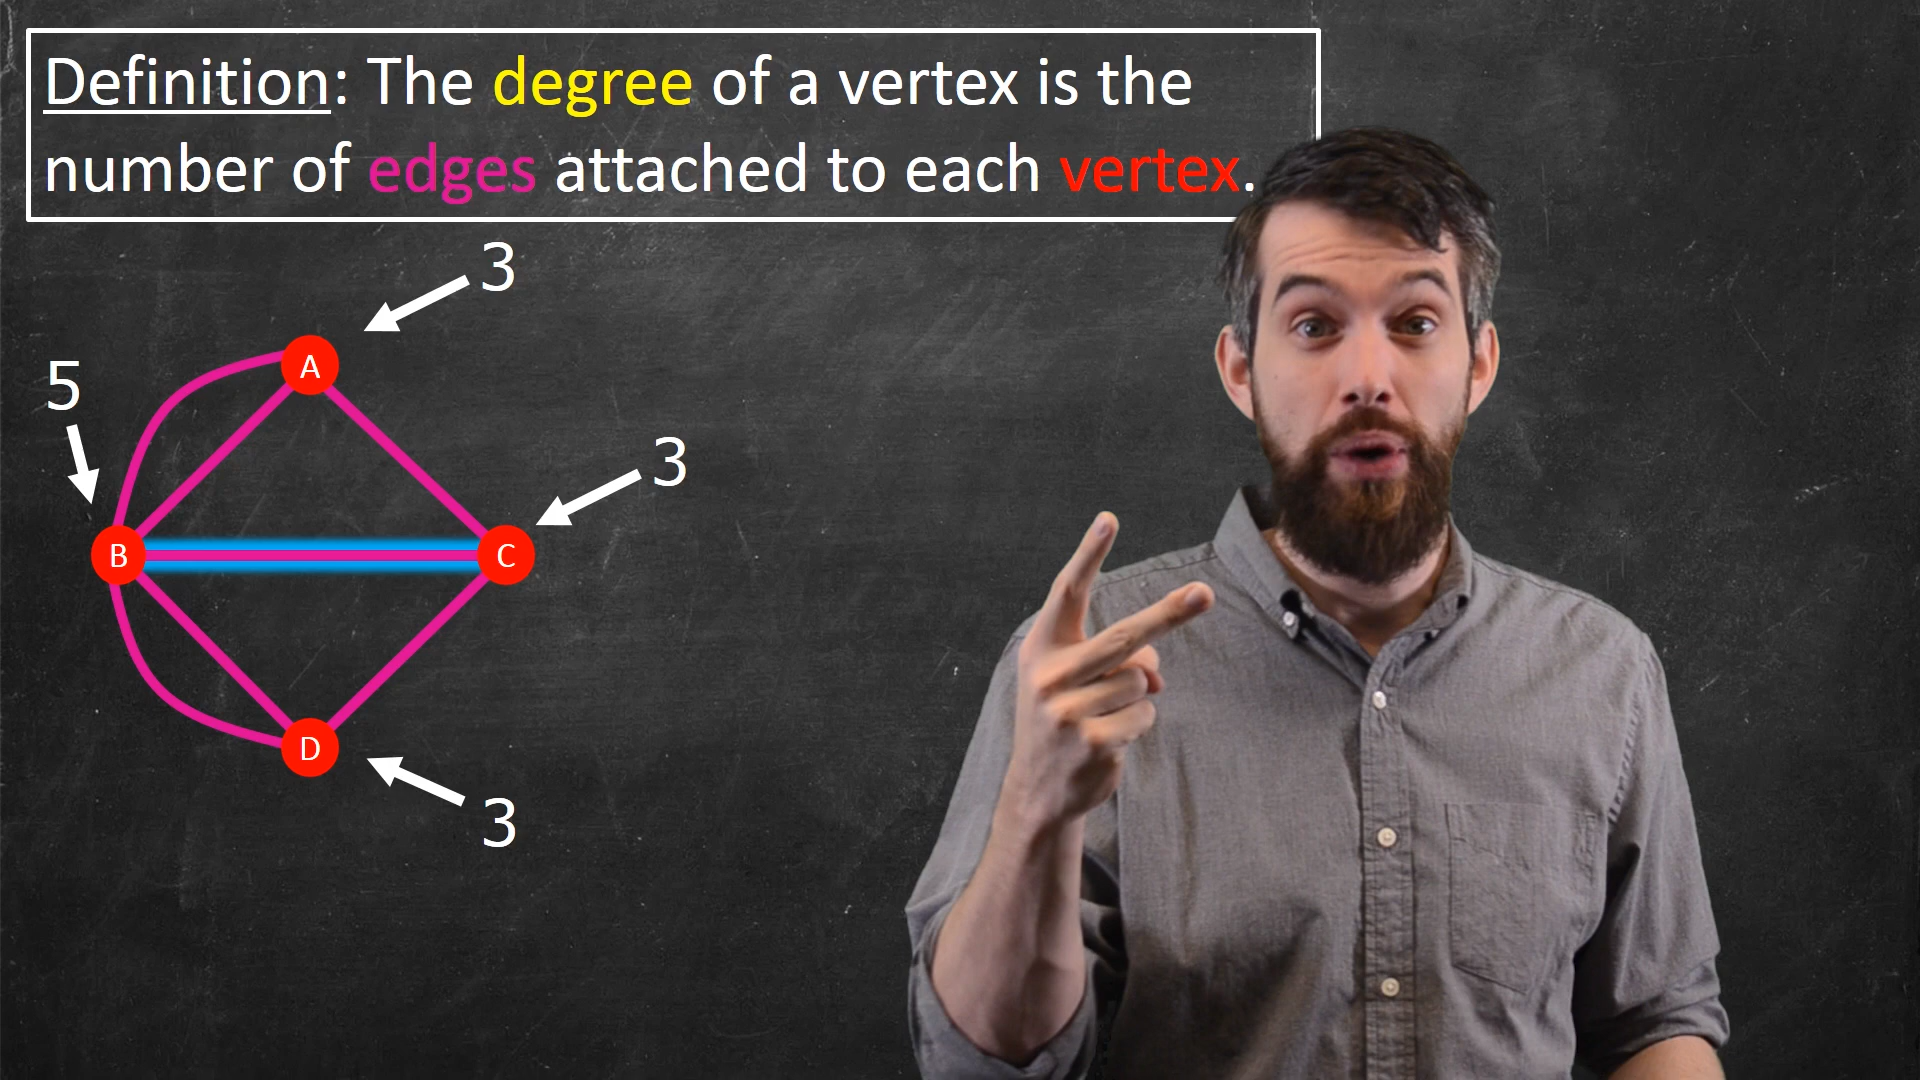 Definition: The degree of a vertex is the
number of edges attached to each vertex.
3
A
5
3
B
C
D
3